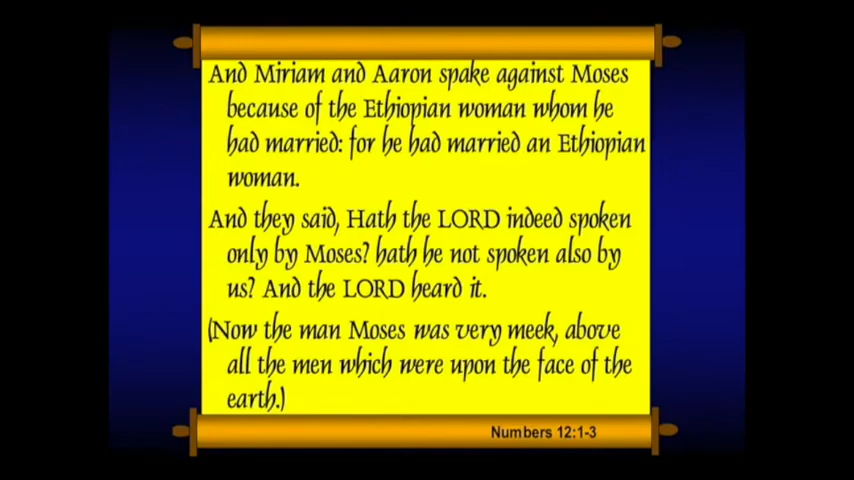 And Miriam and Aaron spake against Moses
because of the Ethiopian woman whom he
had married: for he had married an Ethiopian
woman.
And they said, Hath the LORD indeed spoken
only by Moses? hath he not spoken also by
us? And the LORD heard it.
(Now the man Moses was very meek, above
all the men which were upon the face of the
earth.)
Numbers 12:1-3